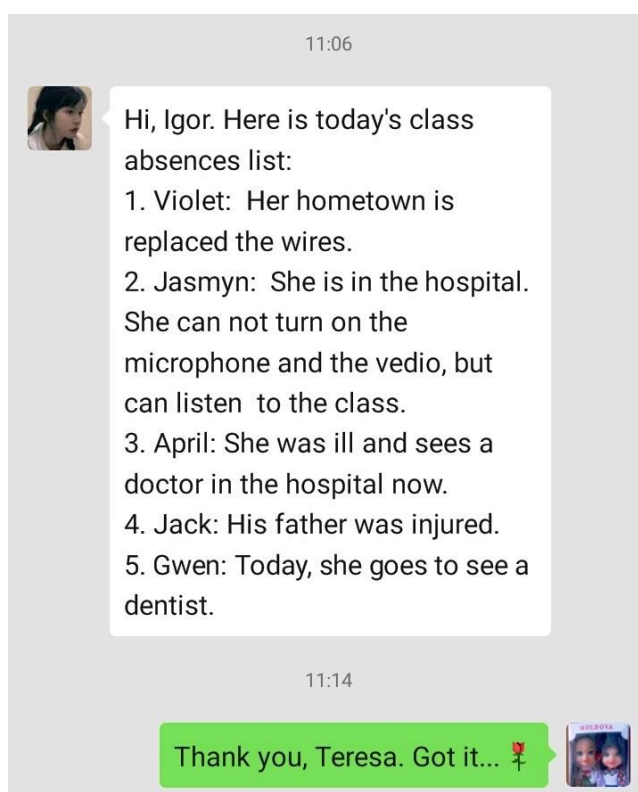 11:06
Hi, Igor. Here is today's class
absences list:
1. Violet:  Her hometown is
replaced the wires.
2. Jasmyn:  She is in the hospital.
She can not turn on the
microphone and the vedio, but
can listen  to the class.
3. April: She was ill and sees a
doctor in the hospital now.
4. Jack: His father was injured.
5. Gwen: Today, she goes to see a
dentist.
11:14
Thank you, Teresa. Got it... 🌹
MOLDOVA